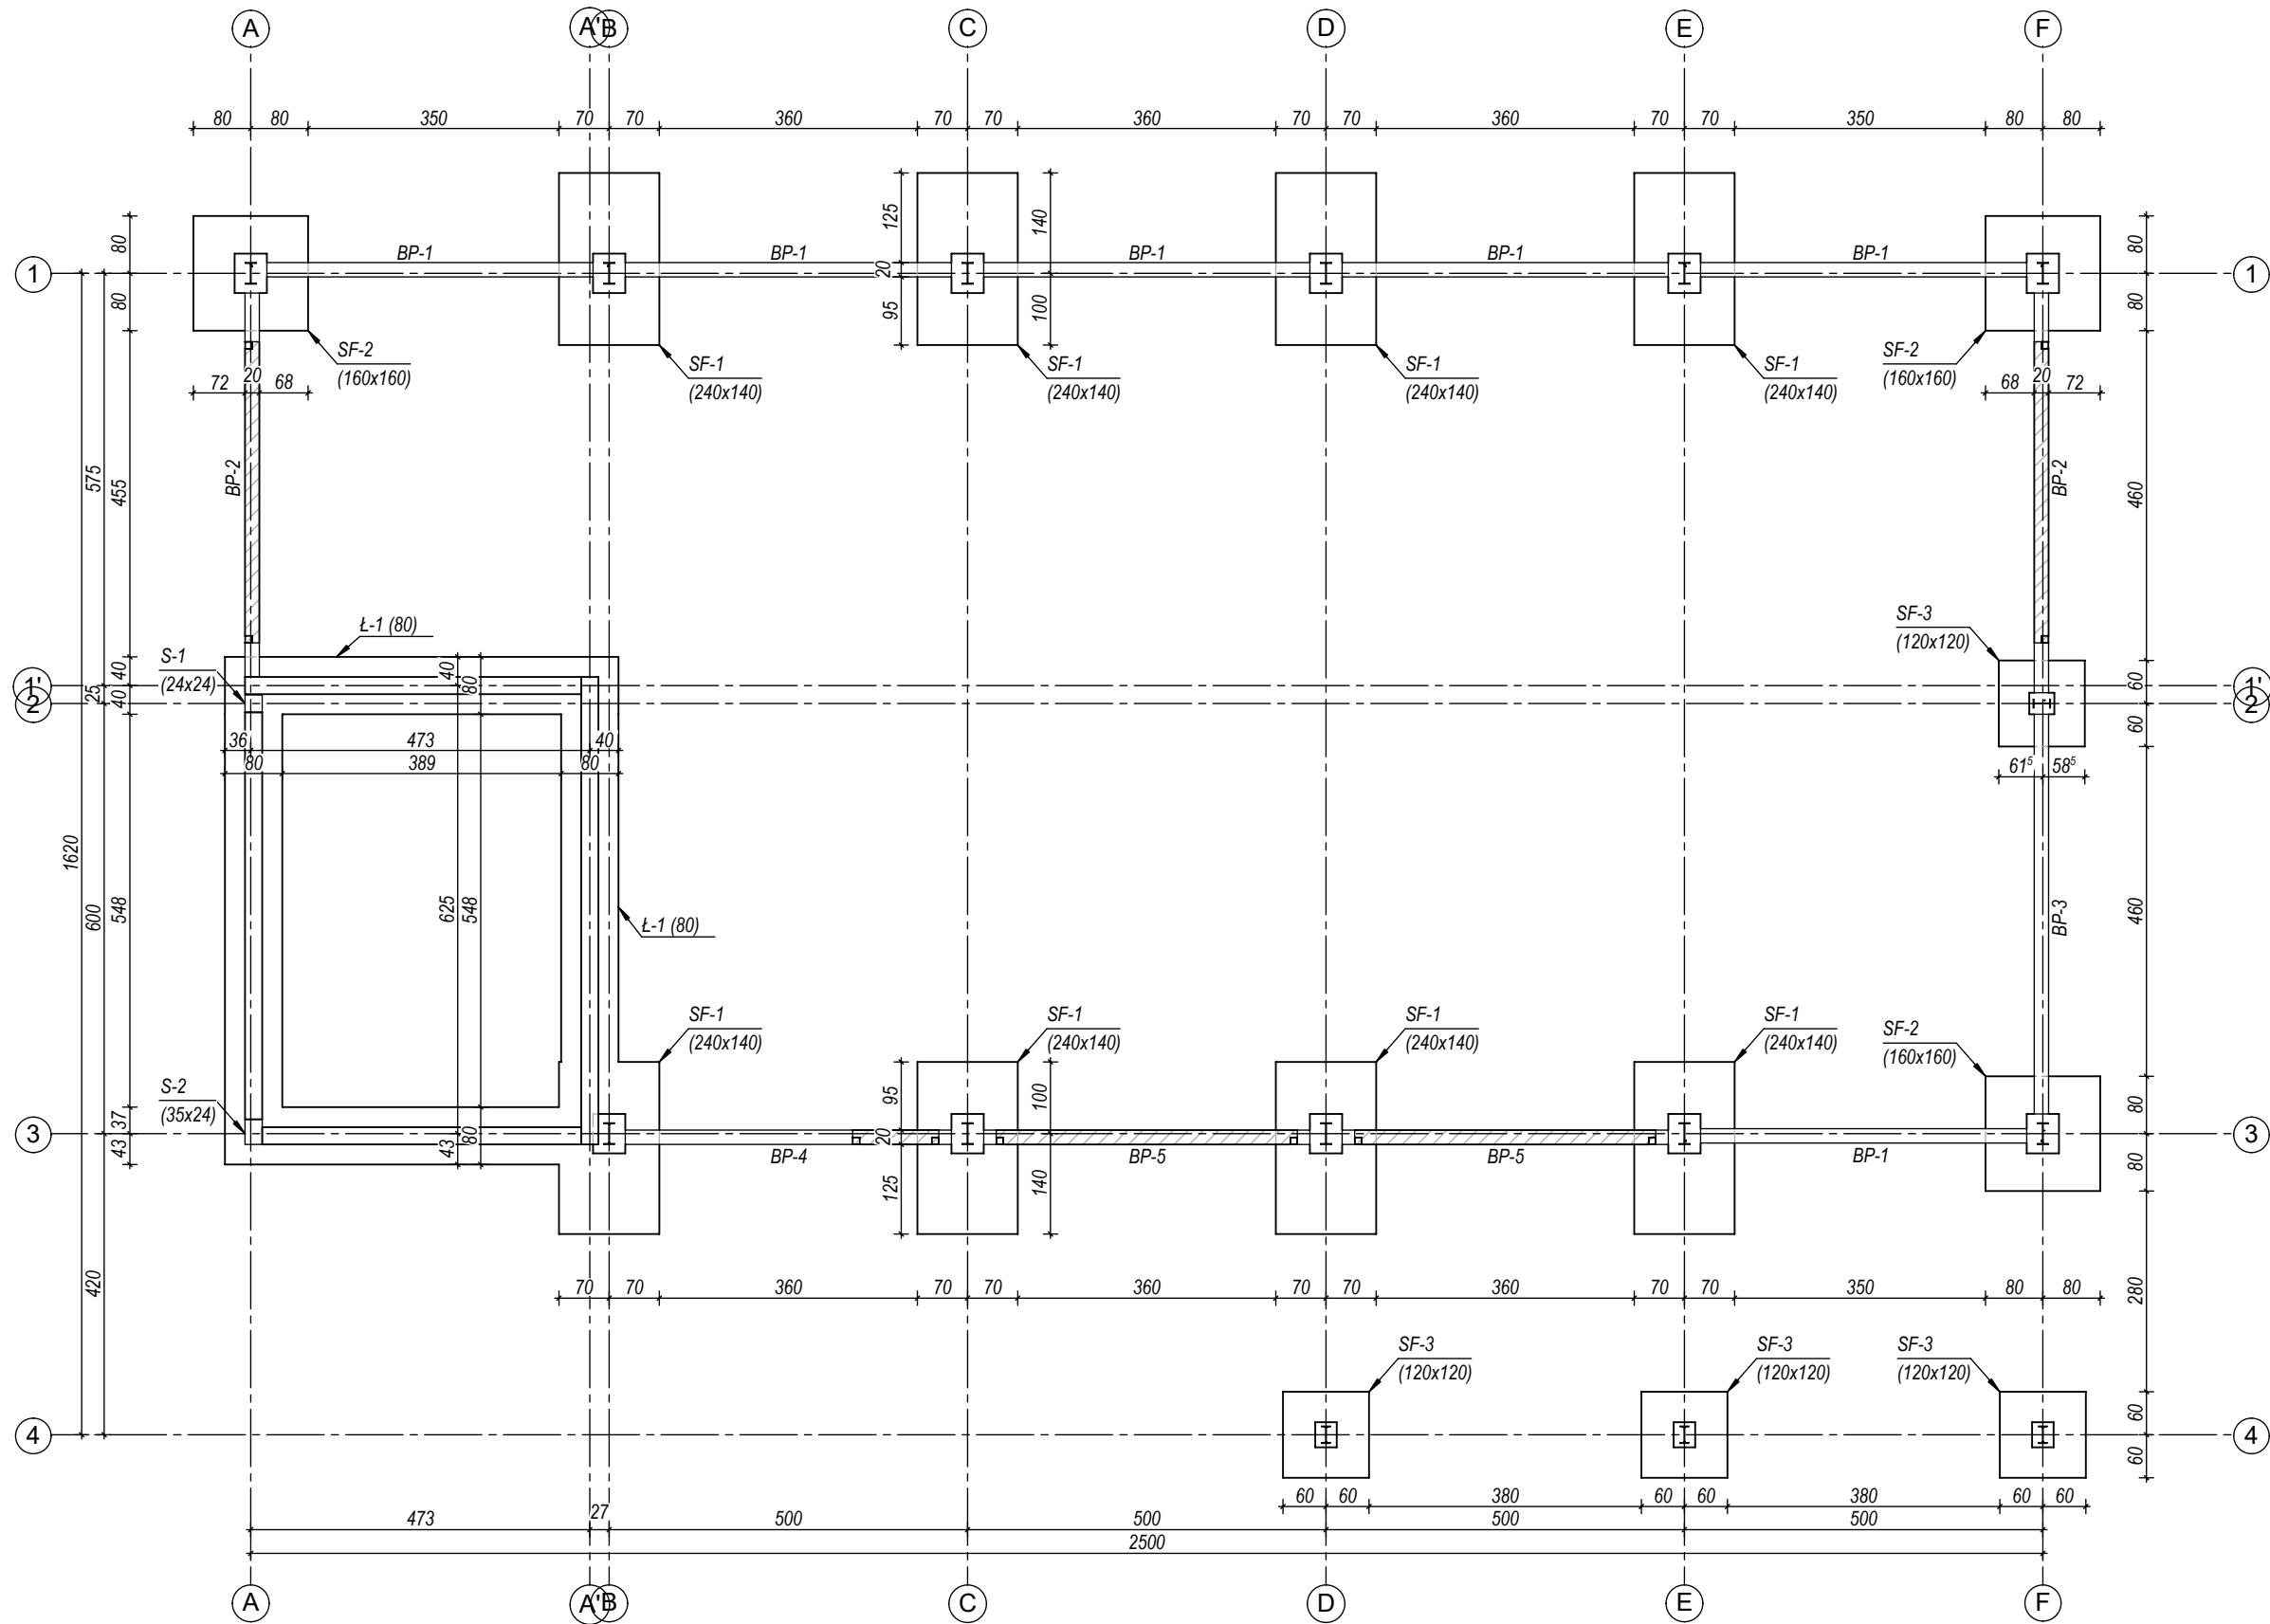 A A' B C D E F
80 80 350 70 70 360 70 70 360 70 70 360 70 70 350 80 80
125 140
80 80
BP-1 BP-1 BP-1 BP-1 BP-1
1 20 1
80 95 100 80
SF-2
(160x160)
SF-1
(240x140)
SF-1
(240x140)
SF-1
(240x140)
SF-1
(240x140)
SF-2
(160x160)
72 20 68
68 20 72
575 455 BP-2
BP-2 460
Ł-1 (80)
SF-3
(120x120)
S-1
(24x24)
40 40 80
60
1' 1'
25 40
2 2
36 473 40
60
80 389 80
61⁵ 58⁵
1620
600 548 625 548
BP-3 460
Ł-1 (80)
SF-1
(240x140)
SF-1
(240x140)
SF-1
(240x140)
SF-1
(240x140)
SF-2
(160x160)
S-2
(35x24)
37 95 100 80
3 20 3
43 43 80
BP-4 BP-5 BP-5 BP-1
80
125 140
420
70 70 360 70 70 360 70 70 360 70 70 350 80 80
280
SF-3
(120x120)
SF-3
(120x120)
SF-3
(120x120)
60
4 4
60
60 60 380 60 60 380 60 60
473 27 500 500 500 500
2500
A A' B C D E F